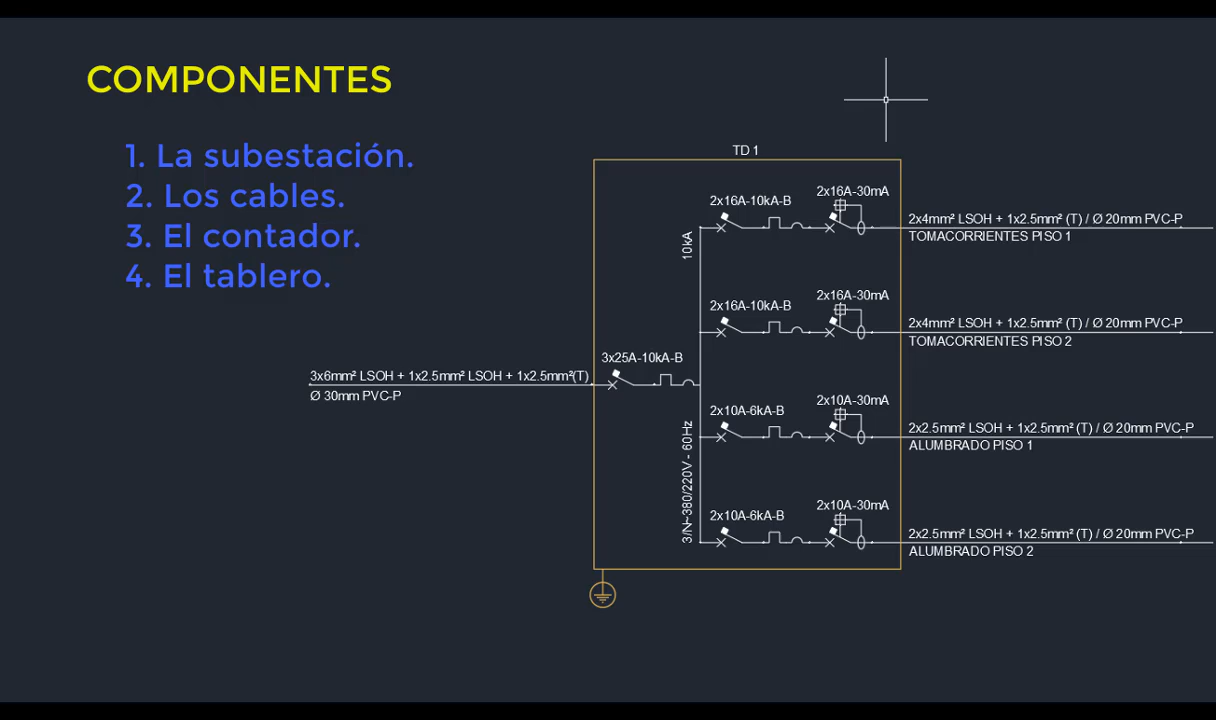 COMPONENTES
1. La subestación.
2. Los cables.
3. El contador.
4. El tablero.
TD 1
2x16A-10kA-B
2x16A-30mA
2x4mm² LSOH + 1x2.5mm² (T) / Ø 20mm PVC-P
TOMACORRIENTES PISO 1
10kA
2x16A-10kA-B
2x16A-30mA
2x4mm² LSOH + 1x2.5mm² (T) / Ø 20mm PVC-P
TOMACORRIENTES PISO 2
3x25A-10kA-B
3x6mm² LSOH + 1x2.5mm² LSOH + 1x2.5mm²(T)
Ø 30mm PVC-P
2x10A-6kA-B
2x10A-30mA
2x2.5mm² LSOH + 1x2.5mm² (T) / Ø 20mm PVC-P
ALUMBRADO PISO 1
3/N~380/220V - 60Hz
2x10A-6kA-B
2x10A-30mA
2x2.5mm² LSOH + 1x2.5mm² (T) / Ø 20mm PVC-P
ALUMBRADO PISO 2